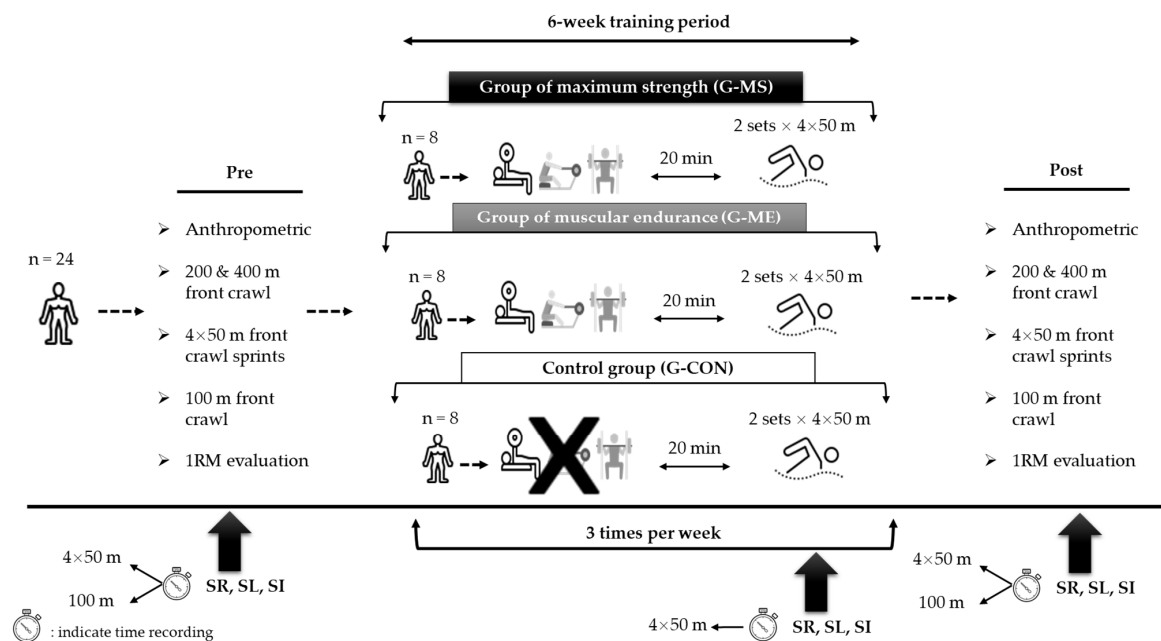 6-week training period
Group of maximum strength (G-MS)
n = 8
20 min
2 sets × 4×50 m
Group of muscular endurance (G-ME)
n = 8
20 min
2 sets × 4×50 m
Control group (G-CON)
n = 8
20 min
2 sets × 4×50 m
n = 24
Pre
➢ Anthropometric
➢ 200 & 400 m
front crawl
➢ 4×50 m front
crawl sprints
➢ 100 m front
crawl
➢ 1RM evaluation
Post
➢ Anthropometric
➢ 200 & 400 m
front crawl
➢ 4×50 m front
crawl sprints
➢ 100 m front
crawl
➢ 1RM evaluation
3 times per week
4×50 m
100 m
SR, SL, SI
4×50 m
SR, SL, SI
4×50 m
100 m
SR, SL, SI
: indicate time recording